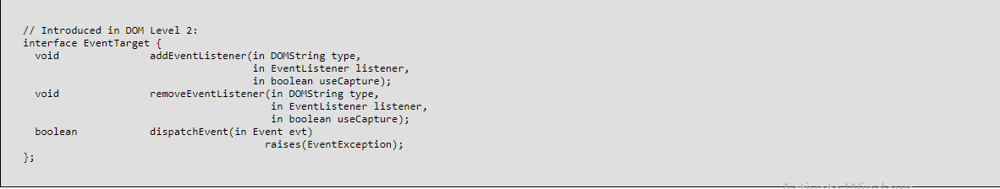 // Introduced in DOM Level 2:
interface EventTarget {
  void               addEventListener(in DOMString type,
                                      in EventListener listener,
                                      in boolean useCapture);
  void               removeEventListener(in DOMString type,
                                         in EventListener listener,
                                         in boolean useCapture);
  boolean            dispatchEvent(in Event evt)
                                        raises(EventException);
};